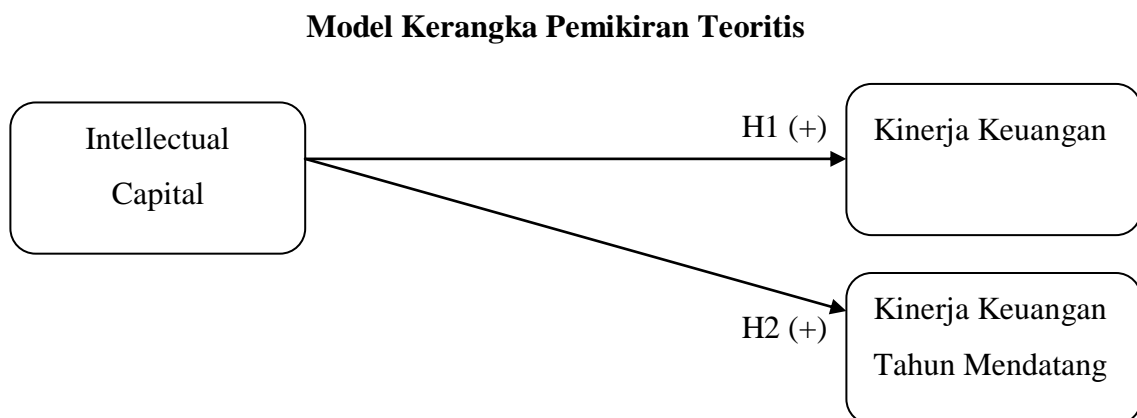 Model Kerangka Pemikiran Teoritis
Intellectual
Capital
H1 (+)
Kinerja Keuangan
H2 (+)
Kinerja Keuangan
Tahun Mendatang